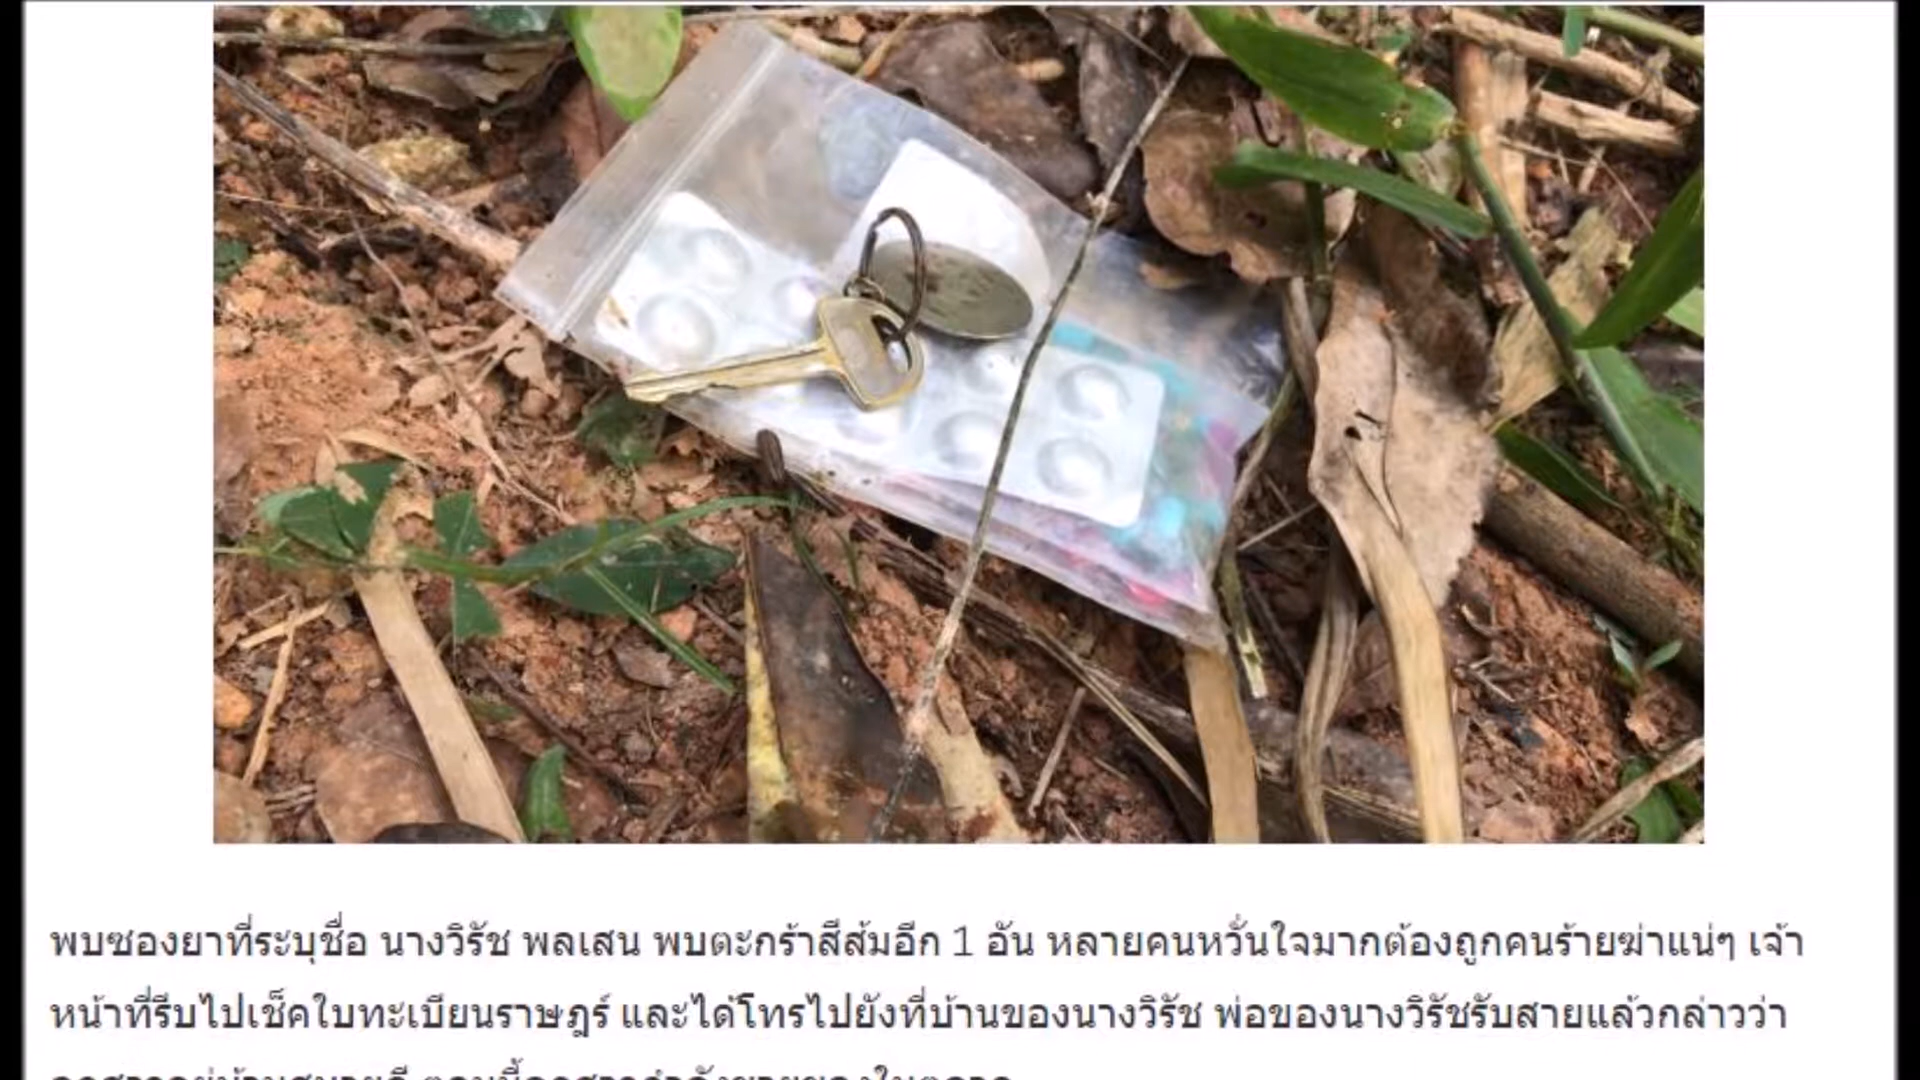 พบซองยาที่ระบุชื่อ นางวิรัช พลเสน พบตะกร้าสีส้มอีก 1 อัน หลายคนหวั่นใจมากต้องถูกคนร้ายฆ่าแน่ๆ เจ้า
หน้าที่รีบไปเช็คใบทะเบียนราษฎร์ และได้โทรไปยังที่บ้านของนางวิรัช พ่อของนางวิรัชรับสายแล้วกล่าวว่า